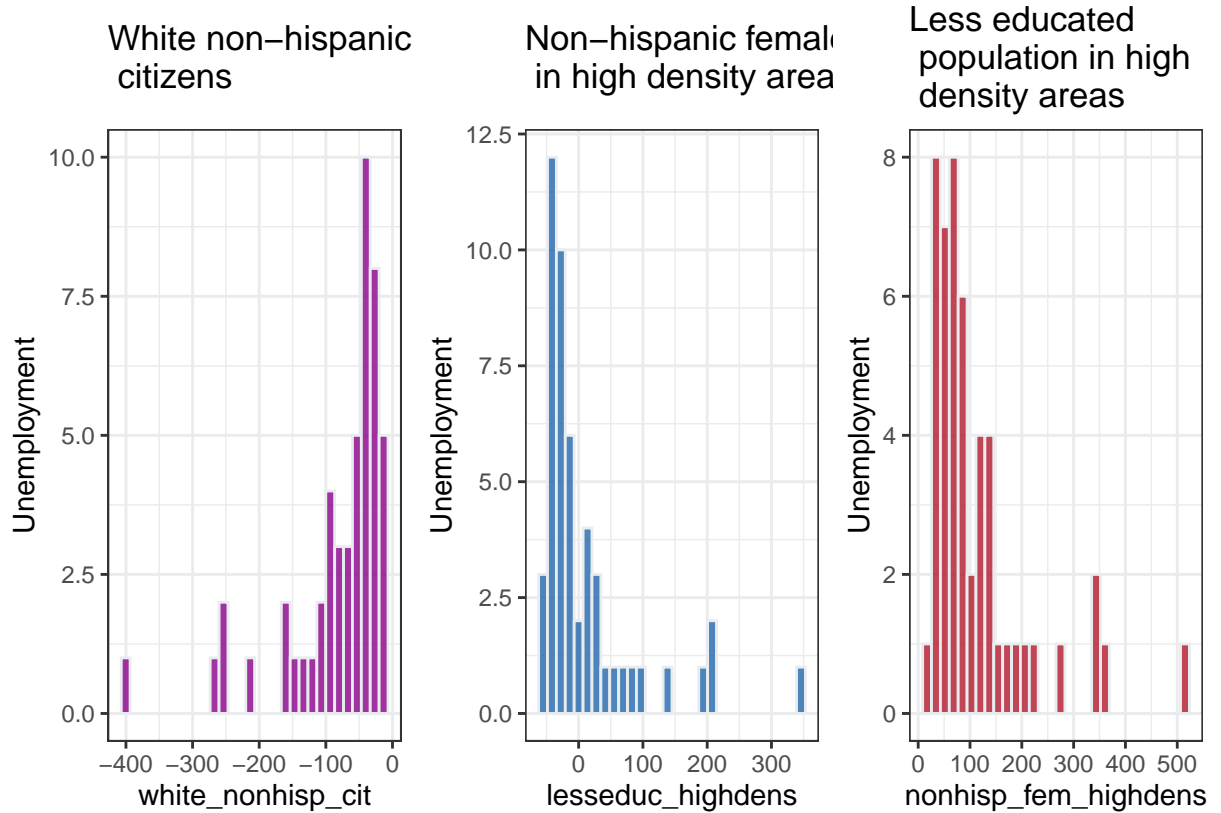 White non−hispanic
citizens
10.0
7.5
5.0
2.5
0.0
Unemployment
−400 −300 −200 −100 0
white_nonhisp_cit
Non−hispanic
in high density
12.5
10.0
7.5
5.0
2.5
0.0
Unemployment
0 100 200 300
lesseduc_highdens
Less educated
population in high
density areas
8
6
4
2
0
Unemployment
0 100 200 300 400 500
nonhisp_fem_highdens